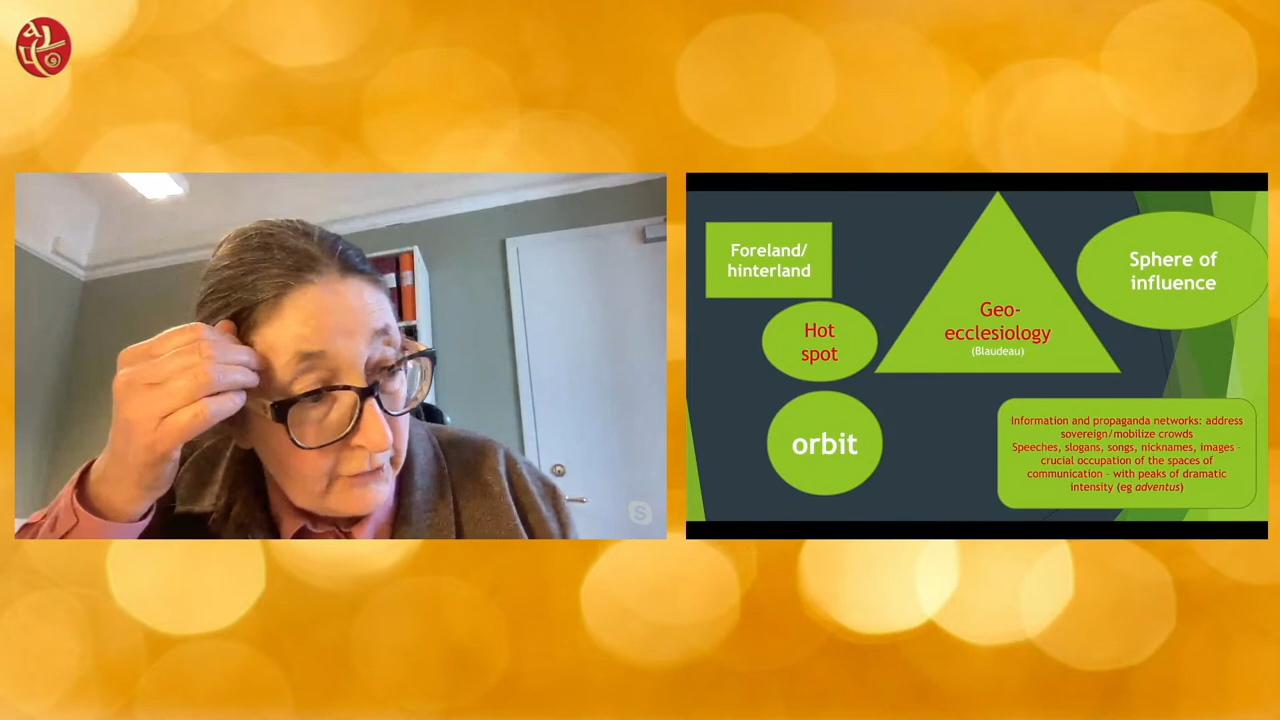 Foreland/
hinterland
Hot
spot
orbit
Geo-
ecclesiology
(Blaudeau)
Sphere of
influence
Information and propaganda networks: address
sovereign/mobilize crowds
Speeches, slogans, songs, nicknames, images –
crucial occupation of the spaces of
communication – with peaks of dramatic
intensity (eg adventus)